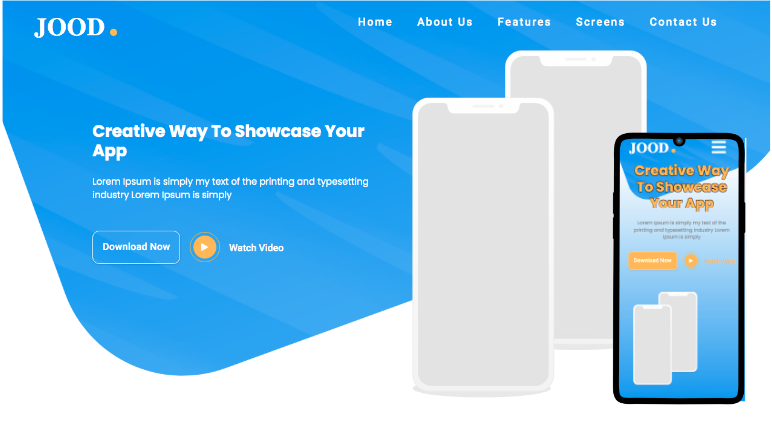 JOOD.
Home About Us Features Screens Contact Us
Creative Way To Showcase Your
App
Lorem Ipsum is simply my text of the printing and typesetting
industry Lorem Ipsum is simply
Download Now Watch Video
JOOD.
Creative Way
To Showcase
Your App
Lorem Ipsum is simply my text of the
printing and typesetting industry Lorem
Ipsum is simply
Download Now